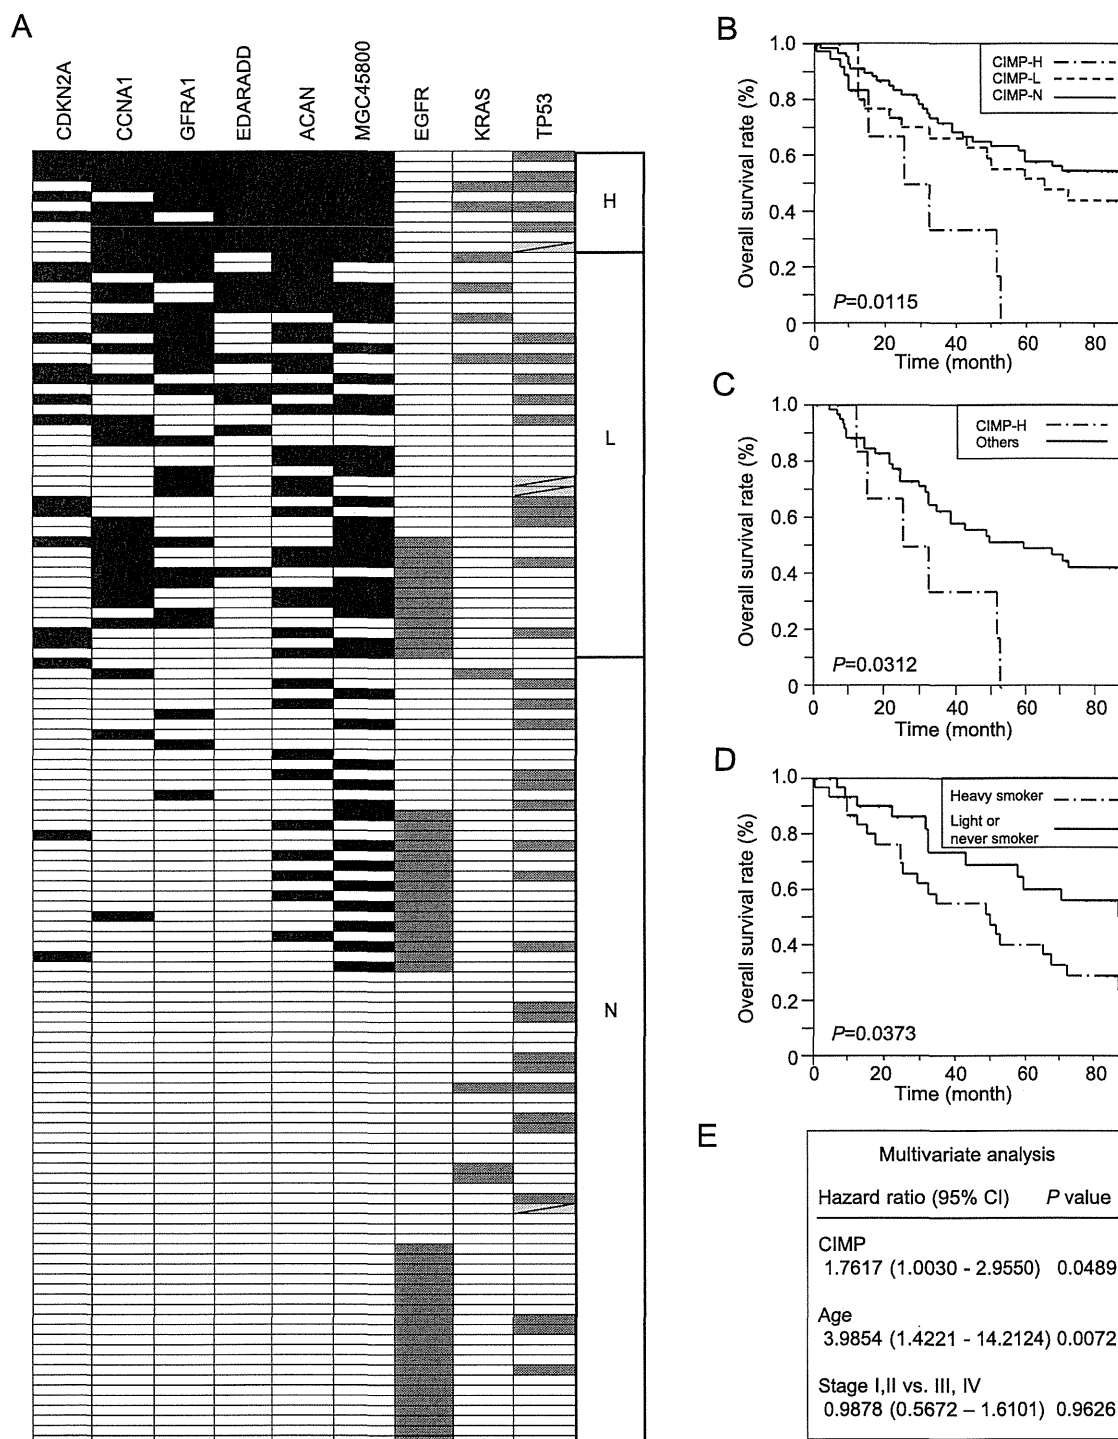 A
CDKN2A
CCNA1
GFRA1
EDARADD
ACAN
MGC45800
EGFR
KRAS
TP53
H
L
N
B
Overall survival rate (%)
1.0
0.8
0.6
0.4
0.2
0
CIMP-H
CIMP-L
CIMP-N
P=0.0115
0 20 40 60 80
Time (month)
C
Overall survival rate (%)
1.0
0.8
0.6
0.4
0.2
0
CIMP-H
Others
P=0.0312
0 20 40 60 80
Time (month)
D
Overall survival rate (%)
1.0
0.8
0.6
0.4
0.2
0
Heavy smoker
Light or
never smoker
P=0.0373
0 20 40 60 80
Time (month)
E
Multivariate analysis
Hazard ratio (95% CI) P value
CIMP
1.7617 (1.0030 - 2.9550) 0.0489
Age
3.9854 (1.4221 - 14.2124) 0.0072
Stage I,II vs. III, IV
0.9878 (0.5672 – 1.6101) 0.9626